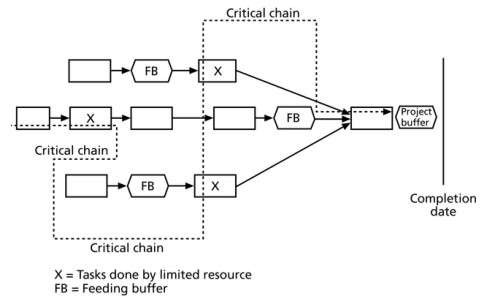 Critical chain
FB
X
X
FB
Project
buffer
Critical chain
FB
X
Completion
date
Critical chain
X = Tasks done by limited resource
FB = Feeding buffer